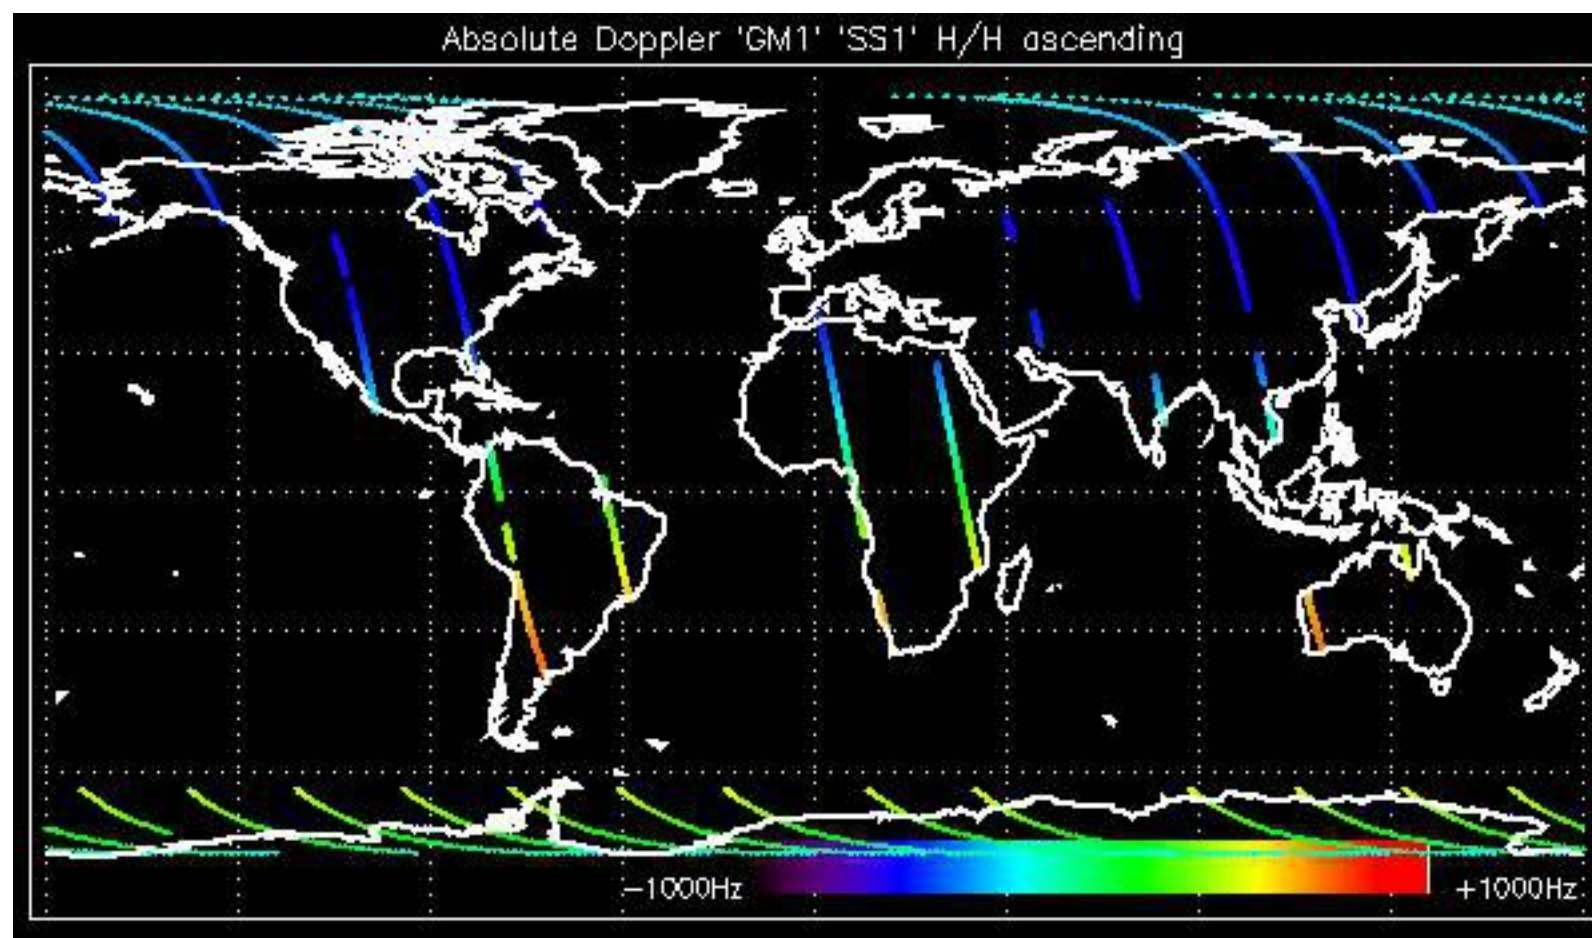 Absolute Doppler 'GM1' 'SS1' H/H ascending
−1000Hz
+1000Hz